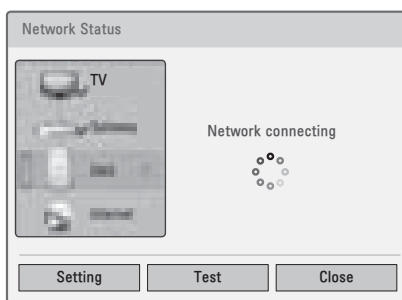 Network Status
TV
Network connecting
Setting
Test
Close